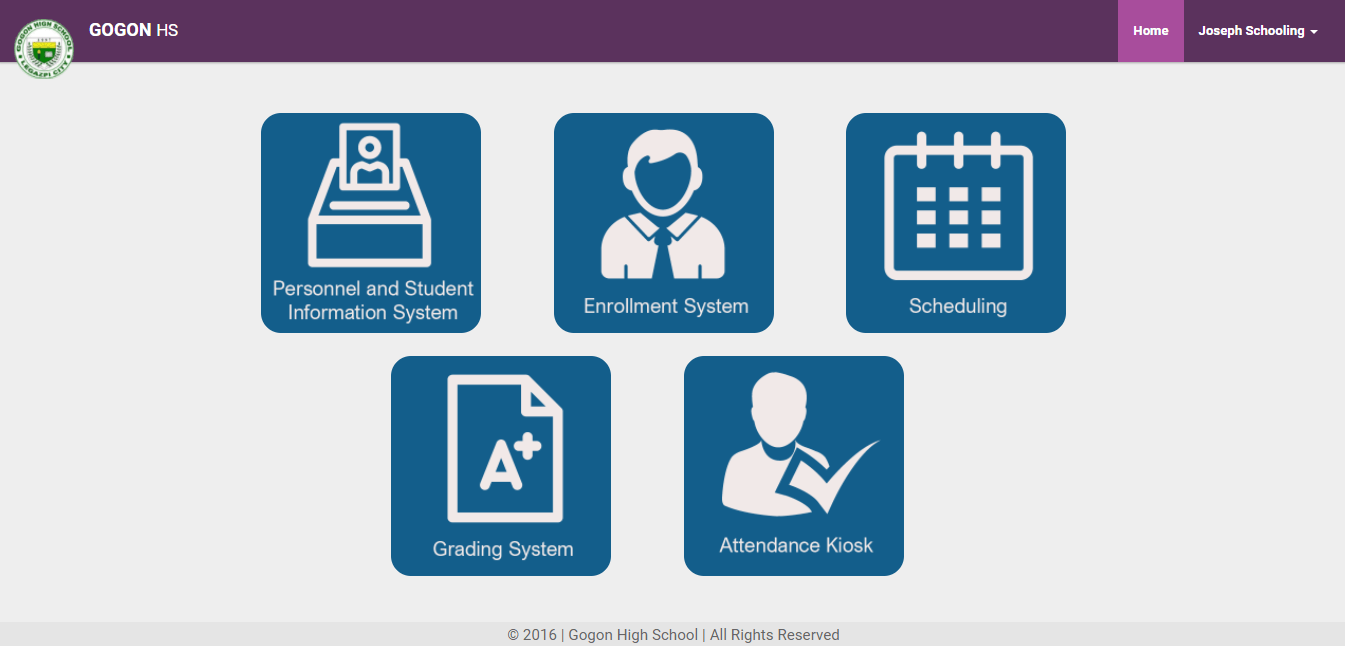 GOGON HIGH SCHOOL
LEGAZPI CITY
GOGON HS
Home
Joseph Schooling
Personnel and Student
Information System
Enrollment System
Scheduling
A+
Grading System
Attendance Kiosk
© 2016 | Gogon High School | All Rights Reserved